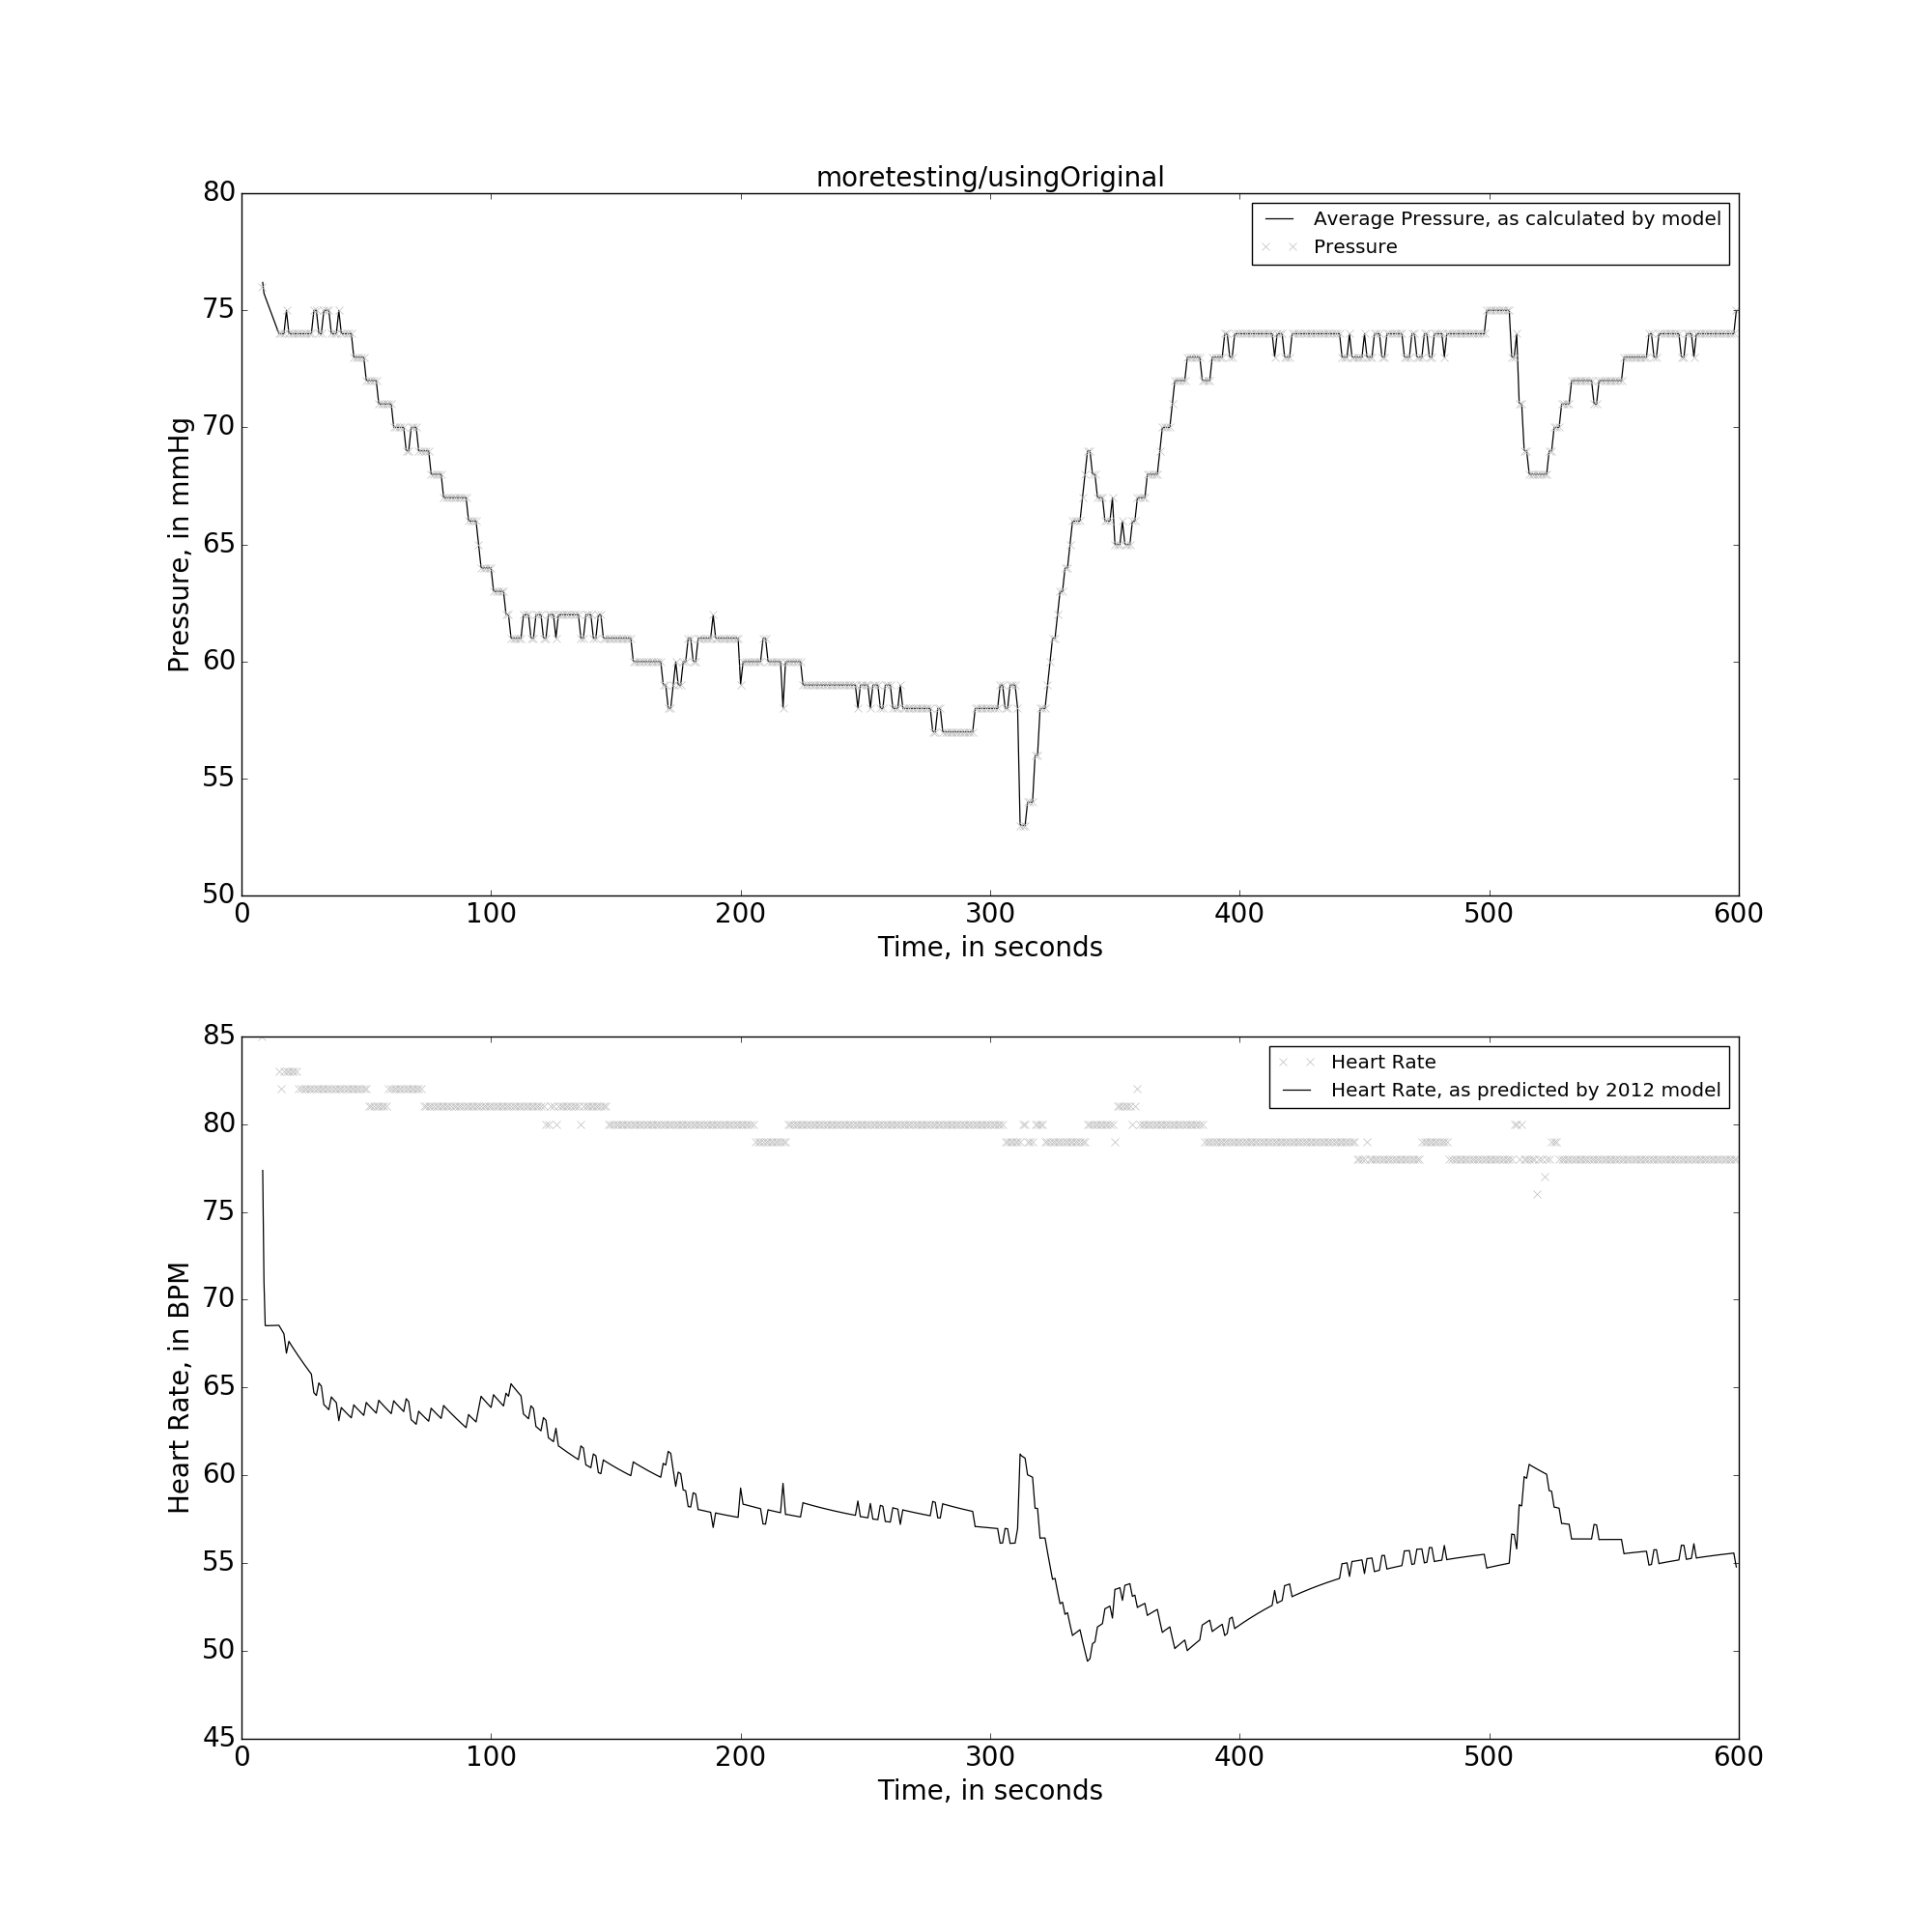 moretesting/usingOriginal
80
75
70
65
60
55
50
Pressure, in mmHg
Average Pressure, as calculated by model
Pressure
0 100 200 300 400 500 600
Time, in seconds
85
80
75
70
65
60
55
50
45
Heart Rate, in BPM
Heart Rate
Heart Rate, as predicted by 2012 model
0 100 200 300 400 500 600
Time, in seconds